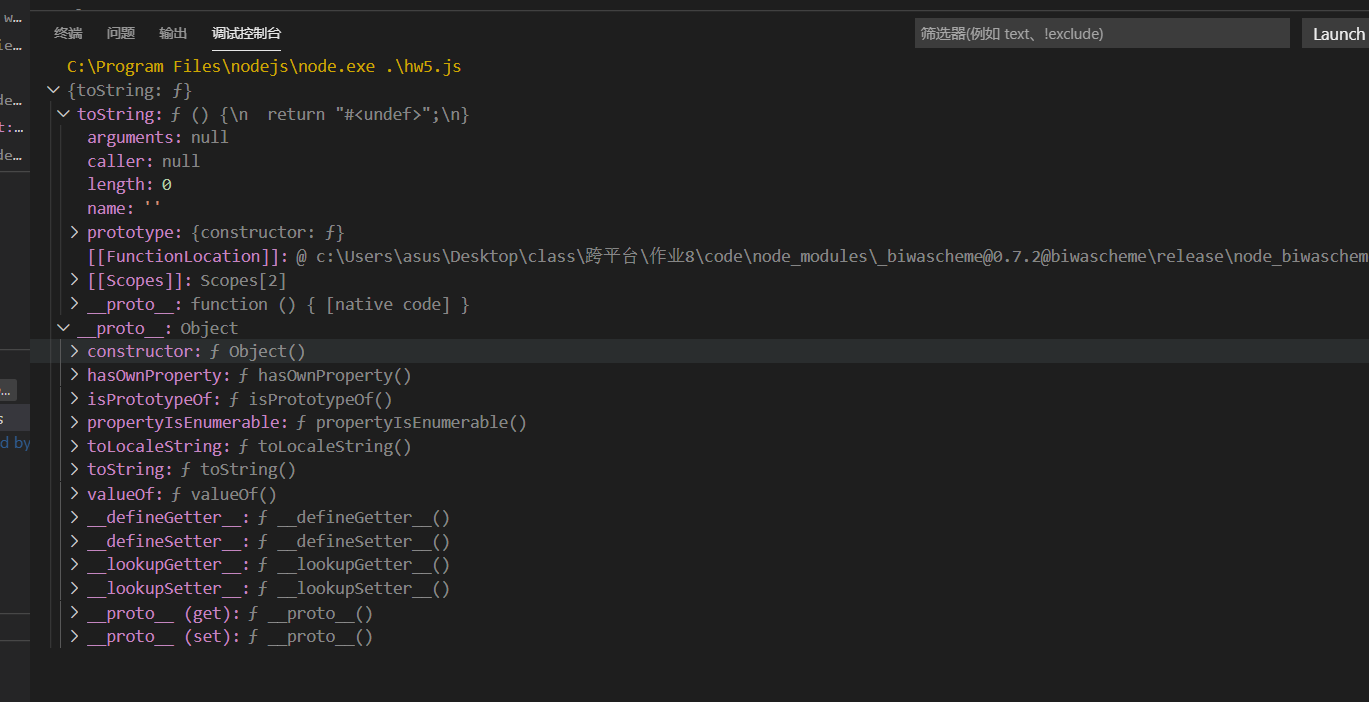 w…
ie…
终端 问题 输出 调试控制台 筛选器(例如 text、!exclude) Launch
C:\Program Files\nodejs\node.exe .\hw5.js
{toString: ƒ}
de…
toString: ƒ () {\n  return "#<undef>";\n}
t:…
arguments: null
de…
caller: null
length: 0
name: ''
prototype: {constructor: ƒ}
[[FunctionLocation]]: @ c:\Users\asus\Desktop\class\跨平台\作业8\code\node_modules\_biwascheme@0.7.2@biwascheme\release\node_biwaschem
[[Scopes]]: Scopes[2]
__proto__: function () { [native code] }
__proto__: Object
constructor: ƒ Object()
hasOwnProperty: ƒ hasOwnProperty()
e…
isPrototypeOf: ƒ isPrototypeOf()
s
propertyIsEnumerable: ƒ propertyIsEnumerable()
d by
toLocaleString: ƒ toLocaleString()
toString: ƒ toString()
valueOf: ƒ valueOf()
__defineGetter__: ƒ __defineGetter__()
__defineSetter__: ƒ __defineSetter__()
__lookupGetter__: ƒ __lookupGetter__()
__lookupSetter__: ƒ __lookupSetter__()
__proto__ (get): ƒ __proto__()
__proto__ (set): ƒ __proto__()